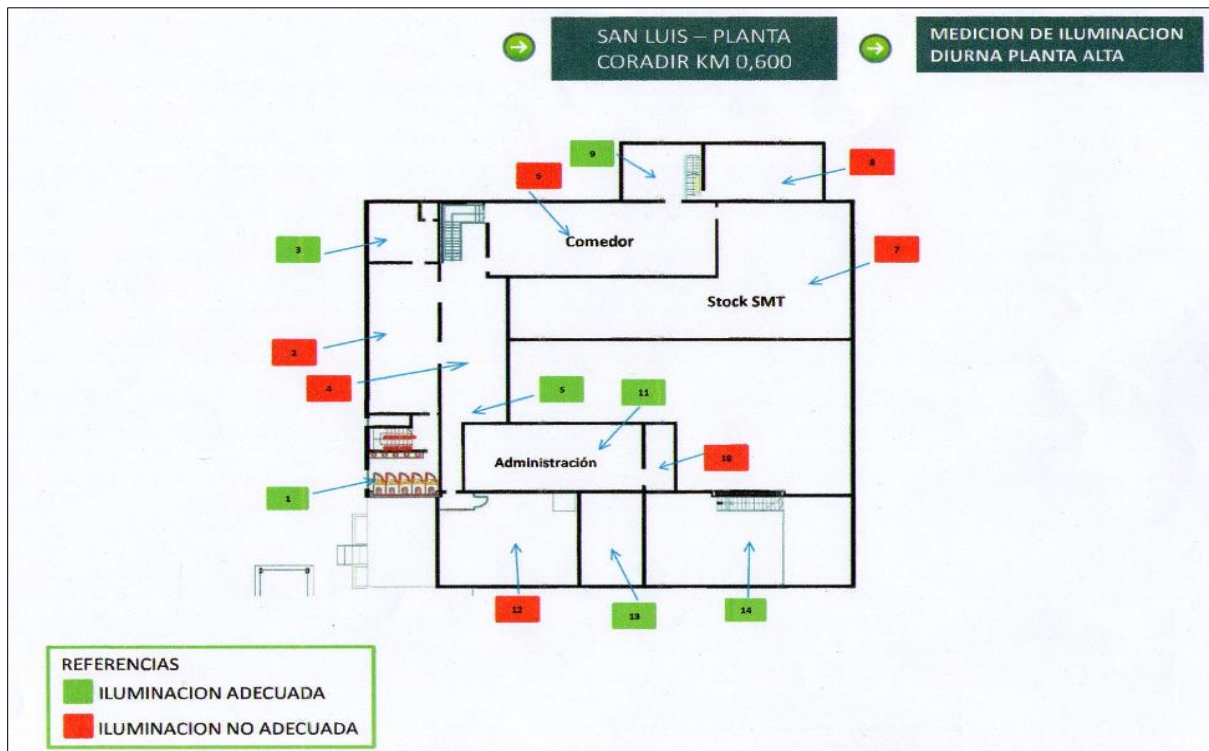 SAN LUIS – PLANTA
CORADIR KM 0,600
MEDICION DE ILUMINACION
DIURNA PLANTA ALTA
9
6
8
Comedor
3
7
Stock SMT
2
4
5
11
Administración
10
1
12
13
14
REFERENCIAS
ILUMINACION ADECUADA
ILUMINACION NO ADECUADA